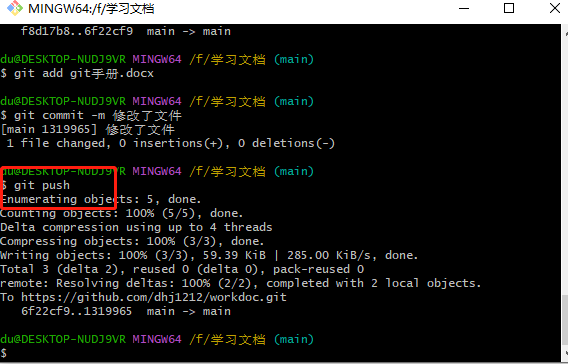 MINGW64:/f/学习文档
f8d17b8..6f22cf9 main -> main
du@DESKTOP-NUDJ9VR MINGW64 /f/学习文档 (main)
$ git add git手册.docx
du@DESKTOP-NUDJ9VR MINGW64 /f/学习文档 (main)
$ git commit -m 修改了文件
[main 1319965] 修改了文件
1 file changed, 0 insertions(+), 0 deletions(-)
du@DESKTOP-NUDJ9VR MINGW64 /f/学习文档 (main)
$ git push
Enumerating objects: 5, done.
Counting objects: 100% (5/5), done.
Delta compression using up to 4 threads
Compressing objects: 100% (3/3), done.
Writing objects: 100% (3/3), 59.39 KiB | 285.00 KiB/s, done.
Total 3 (delta 2), reused 0 (delta 0), pack-reused 0
remote: Resolving deltas: 100% (2/2), completed with 2 local objects.
To https://github.com/dhj1212/workdoc.git
6f22cf9..1319965 main -> main
du@DESKTOP-NUDJ9VR MINGW64 /f/学习文档 (main)
$